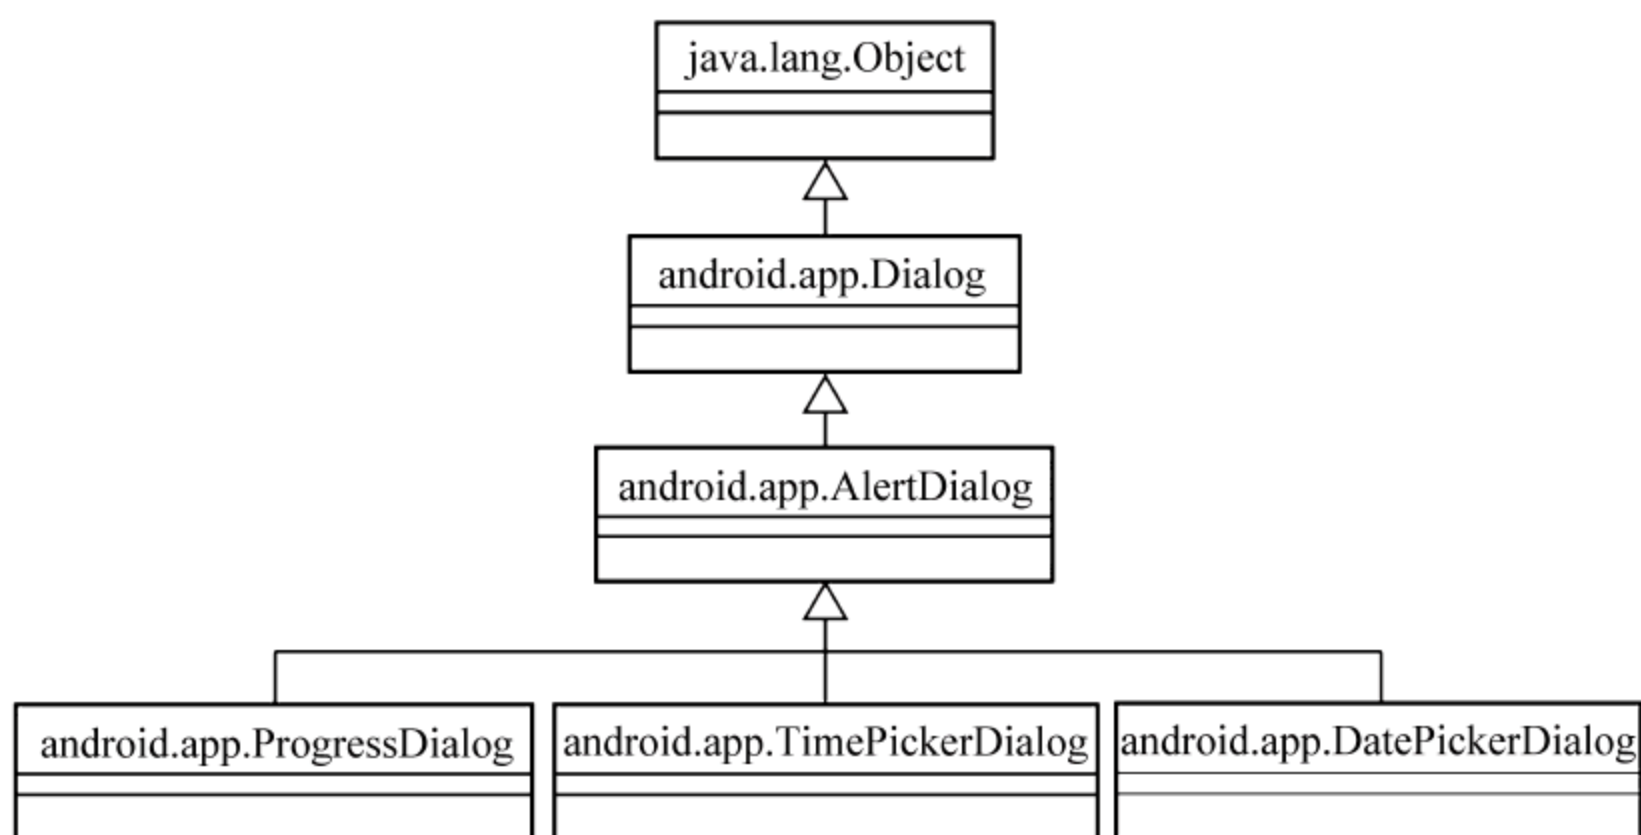 java.lang.Object
android.app.Dialog
android.app.AlertDialog
android.app.ProgressDialog
android.app.TimePickerDialog
android.app.DatePickerDialog